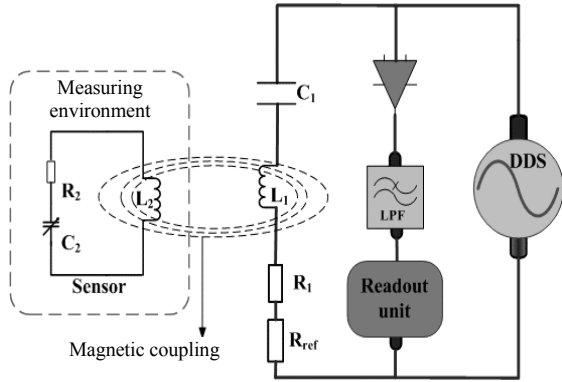 Measuring
environment
R₂
C₂
L₂
Sensor
C₁
L₁
R₁
Rref
LPF
Readout
unit
DDS
Magnetic coupling